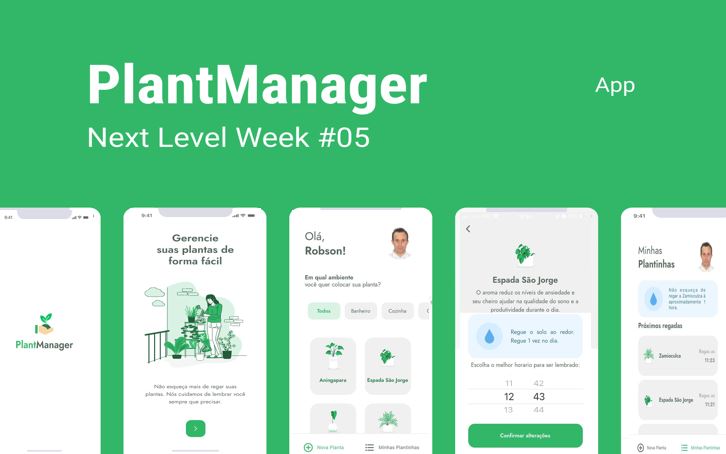 PlantManager
App
Next Level Week #05
9:41
PlantManager
9:41
Gerencie
suas plantas de
forma fácil
Não esqueça mais de regar suas
plantas. Nós cuidamos de lembrar você
sempre que precisar.
Olá,
Robson!
Em qual ambiente
você quer colocar sua planta?
Todos
Banheiro
Cozinha
Aningapara
Espada São Jorge
Nova Planta
Minhas Plantinhas
Espada São Jorge
O aroma reduz os níveis de ansiedade e
seu cheiro ajudar na qualidade do sono e a
produtividade durante o dia.
Regue o solo ao redor.
Regue 1 vez no dia.
Escolha o melhor horario para ser lembrado:
11 42
12 43
13 44
Confirmar alterações
9:41
Minhas
Plantinhas
Não esqueça de
regar a Zamioculca à
aproximadamente 1
hora.
Próximos regadas
Zamioculca
Regar as
11:23
Espada São Jorge
Regar as
11:21
Nova Planta
Minhas Plantinhas